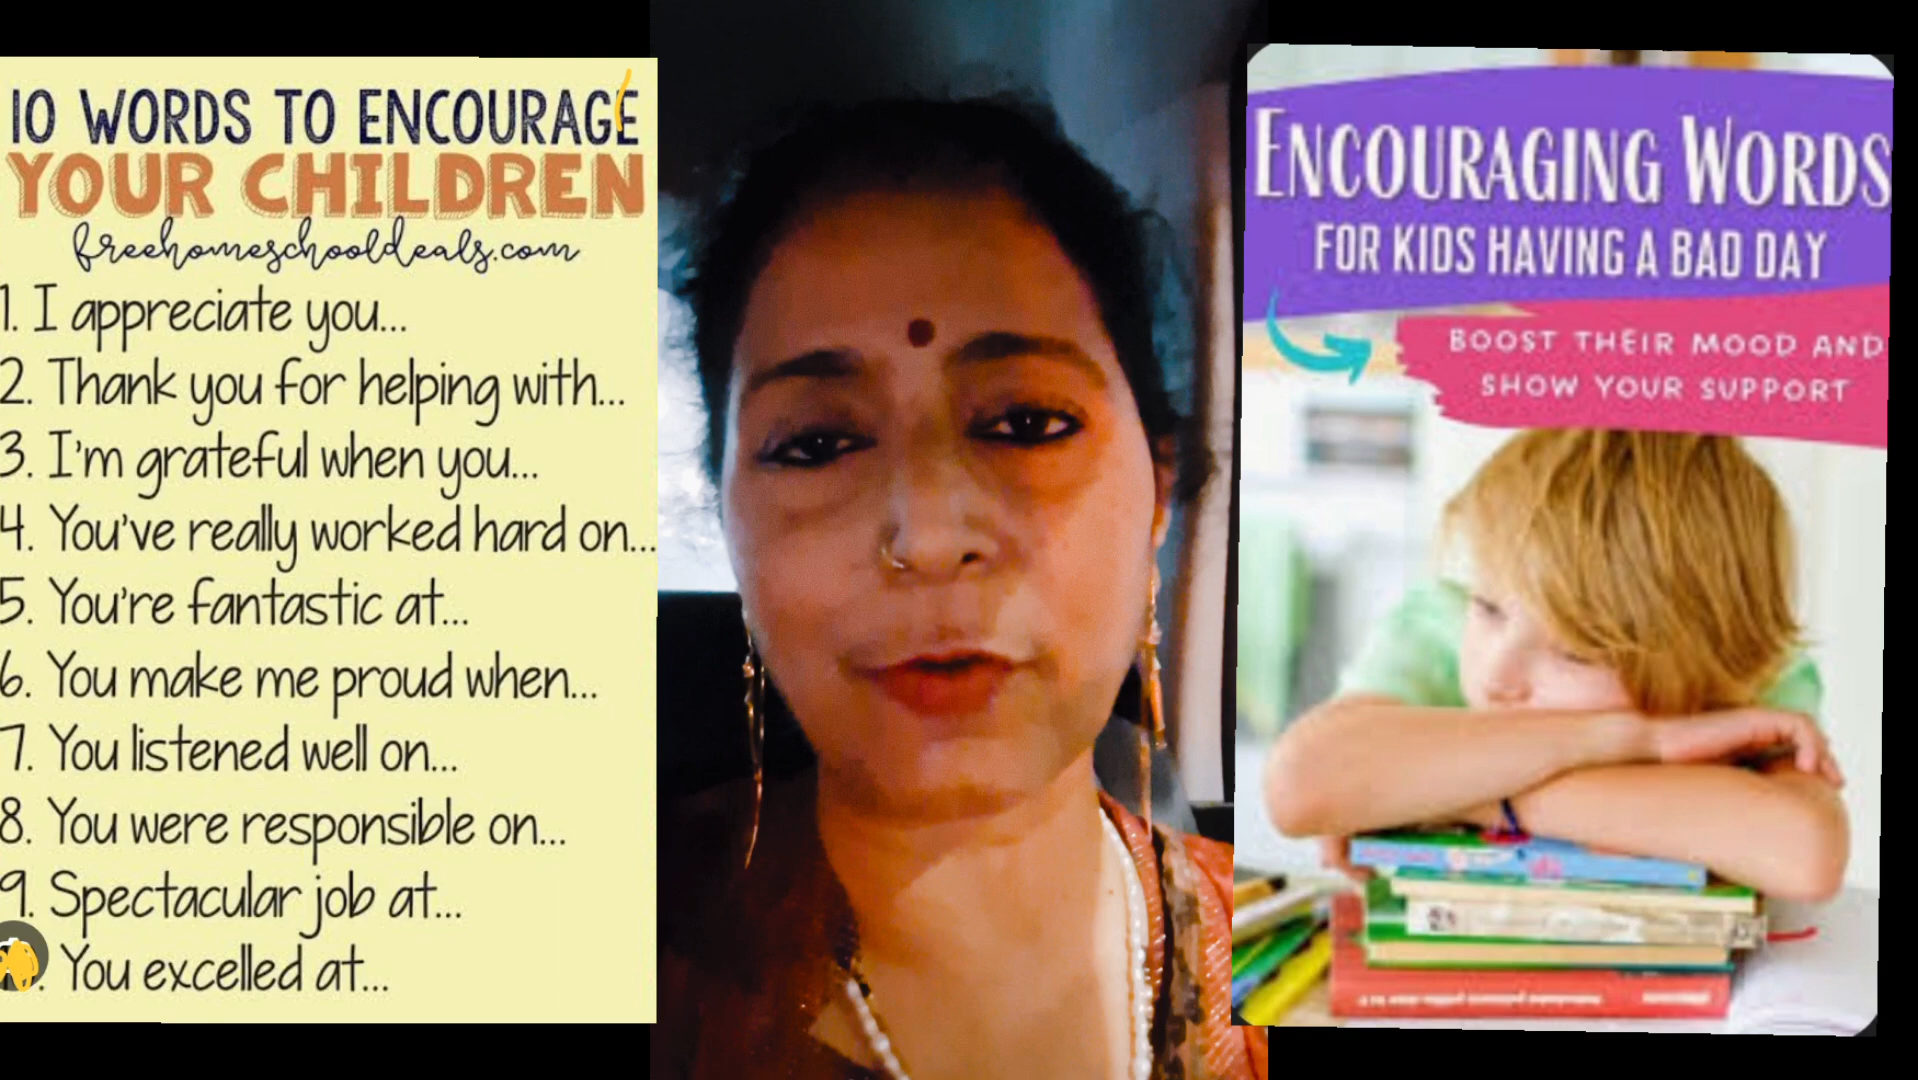 10 WORDS TO ENCOURAGE
YOUR CHILDREN
freehomeschooldeals.com
1. I appreciate you...
2. Thank you for helping with...
3. I'm grateful when you...
4. You've really worked hard on...
5. You're fantastic at...
6. You make me proud when...
7. You listened well on...
8. You were responsible on...
9. Spectacular job at...
You excelled at...
ENCOURAGING WORDS
FOR KIDS HAVING A BAD DAY
BOOST THEIR MOOD AND
SHOW YOUR SUPPORT